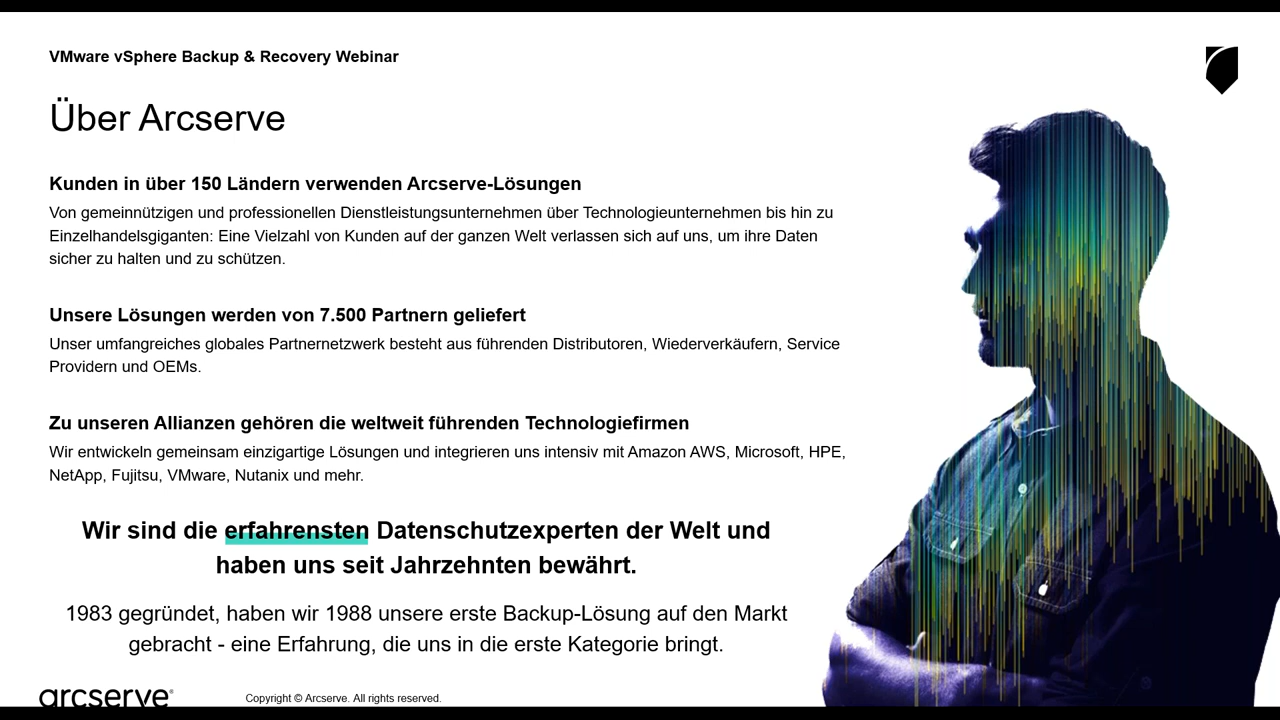 VMware vSphere Backup & Recovery Webinar
Über Arcserve
Kunden in über 150 Ländern verwenden Arcserve-Lösungen
Von gemeinnützigen und professionellen Dienstleistungsunternehmen über Technologieunternehmen bis hin zu
Einzelhandelsgiganten: Eine Vielzahl von Kunden auf der ganzen Welt verlassen sich auf uns, um ihre Daten
sicher zu halten und zu schützen.
Unsere Lösungen werden von 7.500 Partnern geliefert
Unser umfangreiches globales Partnernetzwerk besteht aus führenden Distributoren, Wiederverkäufern, Service
Providern und OEMs.
Zu unseren Allianzen gehören die weltweit führenden Technologiefirmen
Wir entwickeln gemeinsam einzigartige Lösungen und integrieren uns intensiv mit Amazon AWS, Microsoft, HPE,
NetApp, Fujitsu, VMware, Nutanix und mehr.
Wir sind die erfahrensten Datenschutzexperten der Welt und
haben uns seit Jahrzehnten bewährt.
1983 gegründet, haben wir 1988 unsere erste Backup-Lösung auf den Markt
gebracht - eine Erfahrung, die uns in die erste Kategorie bringt.
arcserve® Copyright © Arcserve. All rights reserved.